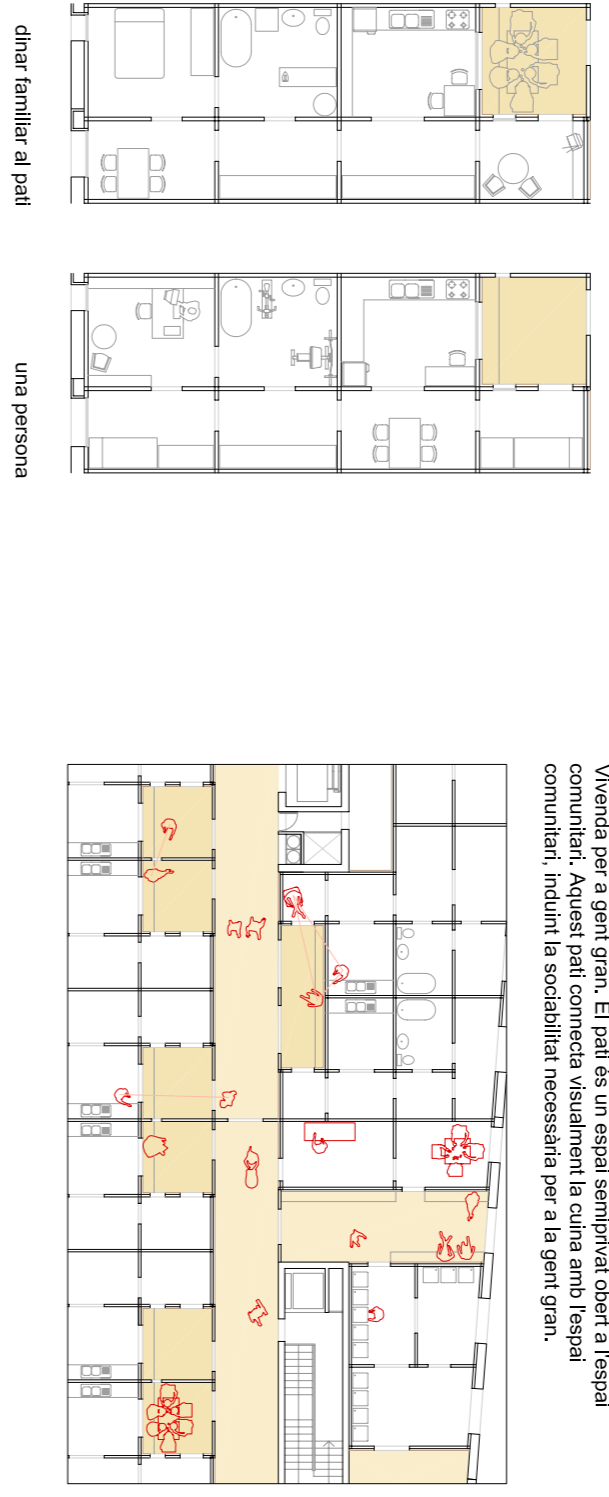 Vivenda per a gent gran. El pati és un espai semiprivat obert a l'espai
comunitari. Aquest pati connecta visualment la cuina amb l'espai
comunitari, induint la sociabilitat necessària per a la gent gran.
dinar familiar al pati
una persona